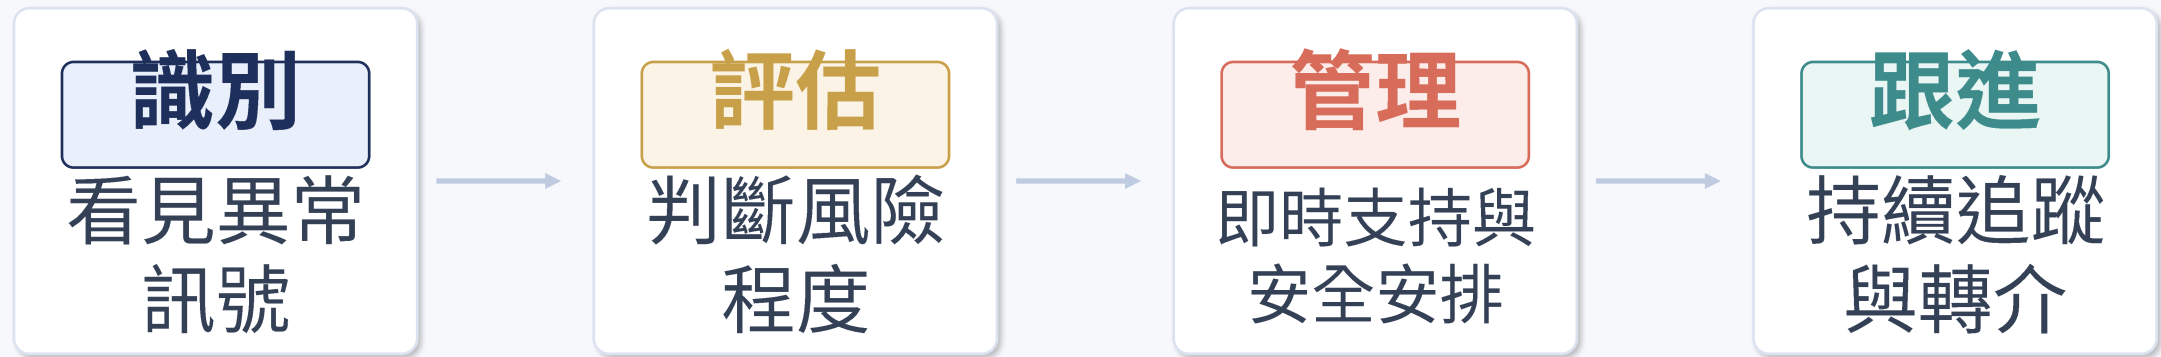 識別
看見異常
訊號
評估
判斷風險
程度
管理
即時支持與
安全安排
跟進
持續追蹤
與轉介